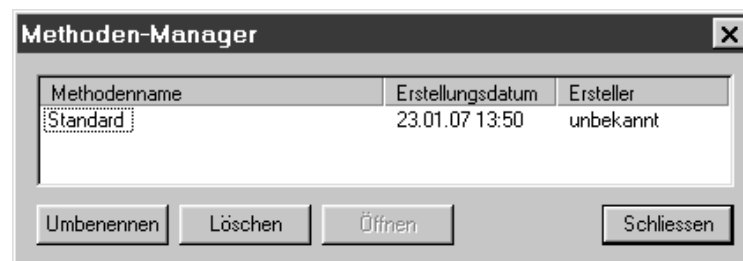 Methoden-Manager
Methodenname Erstellungsdatum Ersteller
Standard 23.01.07 13:50 unbekannt
Umbenennen Löschen Öffnen Schliessen